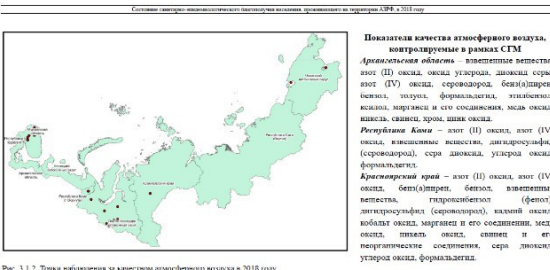 Состояние санитарно-эпидемиологического благополучия населения, проживающего на территории АЗРФ, в 2018 году
Показатели качества атмосферного воздуха,
контролируемые в рамках СГМ
Архангельская область – взвешенные вещества,
азот (II) оксид, оксид углерода, диоксид серы,
азот (IV) оксид, сероводород, бенз(а)пирен,
бензол, толуол, формальдегид, этилбензол,
ксилол, марганец и его соединения, медь оксид,
никель, свинец, хром, цинк оксид.
Республика Коми – азот (II) оксид, азот (IV)
оксид, взвешенные вещества, дигидросульфид
(сероводород), сера диоксид, углерод оксид,
формальдегид.
Красноярский край – азот (II) оксид, азот (IV)
оксид, бенз(а)пирен, бензол, взвешенные
вещества, гидроксибензол (фенол),
дигидросульфид (сероводород), кадмий оксид,
кобальт оксид, марганец и его соединения, медь
оксид, никель оксид, свинец и его
неорганические соединения, сера диоксид,
углерод оксид, формальдегид.
Рис. 3.1.2. Точки наблюдения за качеством атмосферного воздуха в 2018 году